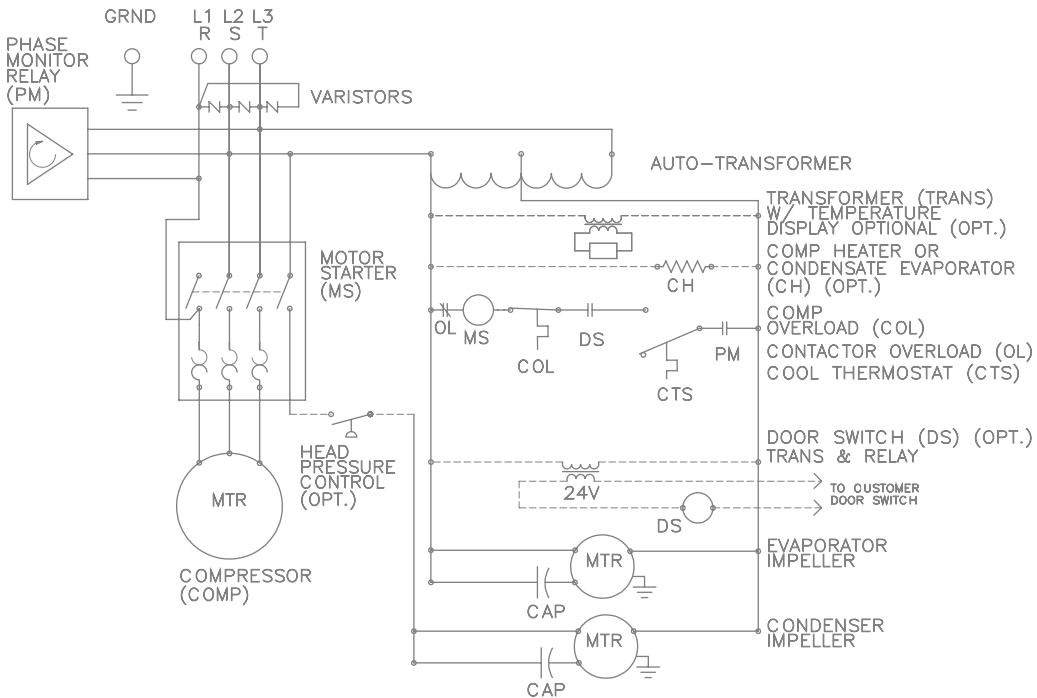 GRND
L1 L2 L3
R S T
PHASE
MONITOR
RELAY
(PM)
VARISTORS
AUTO-TRANSFORMER
TRANSFORMER (TRANS)
W/ TEMPERATURE
DISPLAY OPTIONAL (OPT.)
COMP HEATER OR
CONDENSATE EVAPORATOR
(CH) (OPT.)
CH
MOTOR
STARTER
(MS)
OL
MS
COL
DS
PM
CTS
COMP
OVERLOAD (COL)
CONTACTOR OVERLOAD (OL)
COOL THERMOSTAT (CTS)
HEAD
PRESSURE
CONTROL
(OPT.)
DOOR SWITCH (DS) (OPT.)
TRANS & RELAY
24V
TO CUSTOMER
DOOR SWITCH
DS
MTR
COMPRESSOR
(COMP)
MTR
CAP
EVAPORATOR
IMPELLER
MTR
CAP
CONDENSER
IMPELLER